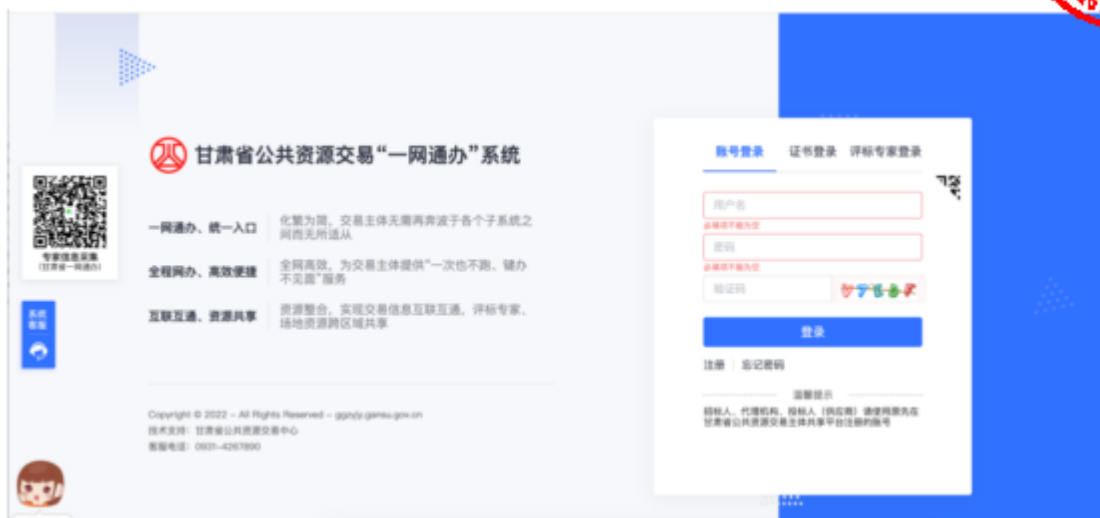 甘肃省公共资源交易“一网通办”系统
一网通办、统一入口
化繁为简，交易主体无需再奔波于各个子系统之
间而无所适从
全程网办、高效便捷
全网高效，为交易主体提供“一次也不跑、键办
不见面”服务
互联互通、资源共享
资源整合，实现交易信息互联互通，评标专家、
场地资源跨区域共享
Copyright © 2022 - All Rights Reserved - ggzyjy.gansu.gov.cn
技术支持：甘肃省公共资源交易中心
客服电话：0931-4267890
专家信息采集
(甘肃省一网通办)
系统
客服
账号登录 证书登录 评标专家登录
用户名
必填项不能为空
密码
必填项不能为空
验证码
登录
注册 忘记密码
温馨提示
招标人、代理机构、投标人（供应商）请使用原先在
甘肃省公共资源交易主体共享平台注册的账号